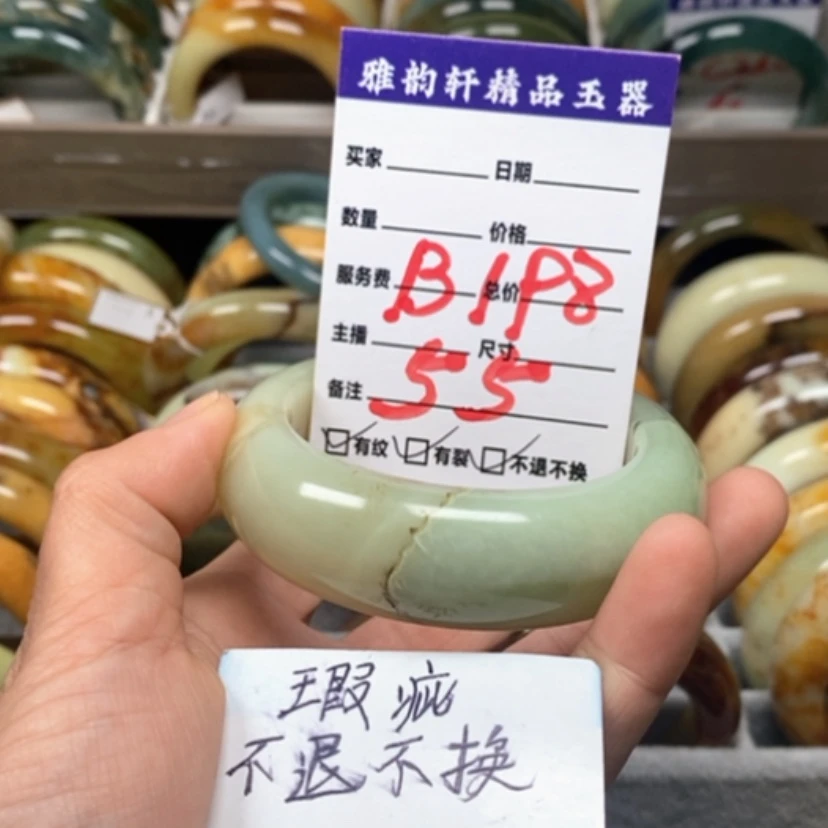 雅韵轩精品玉器
买家 日期
数量 价格
服务费 总价
B198
主播 尺寸
55
备注
有纹 有裂 不退不换
瑕疵
不退不换